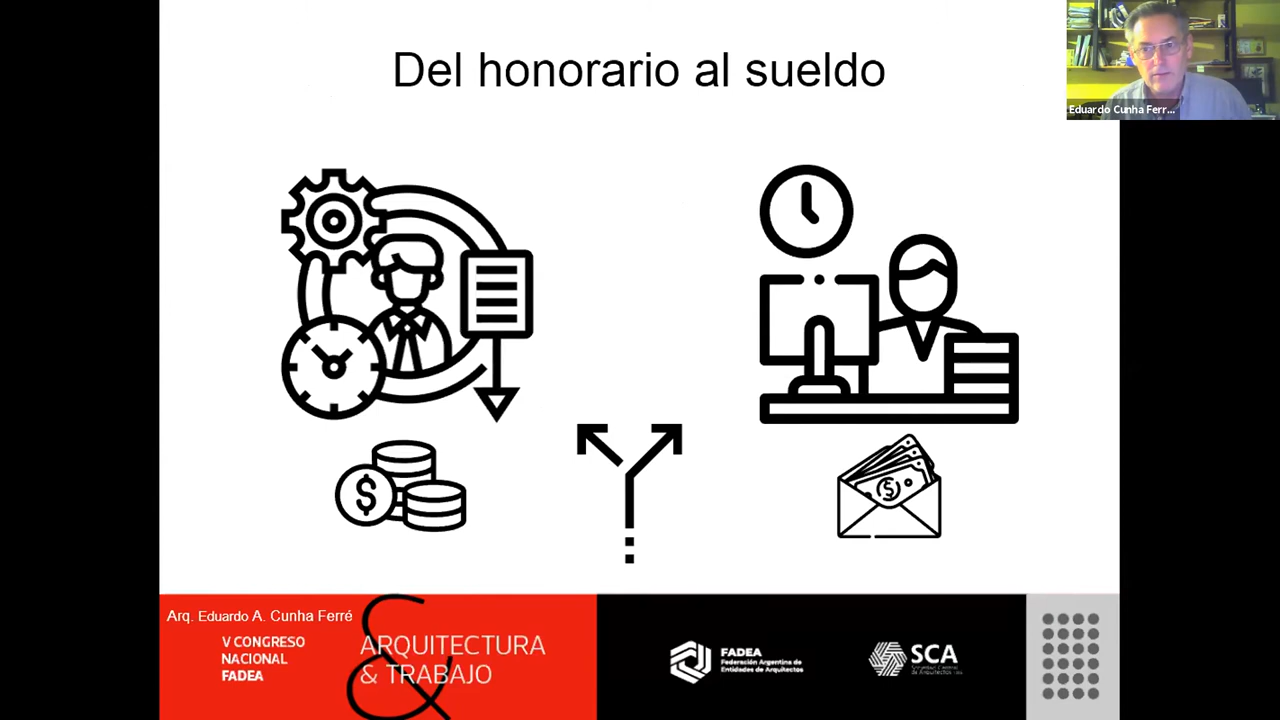 Del honorario al sueldo
Eduardo Cunha Ferr...
$
$
Arq. Eduardo A. Cunha Ferré
V CONGRESO
NACIONAL
FADEA
ARQUITECTURA
& TRABAJO
&
FADEA
Federación Argentina de
Entidades de Arquitectos
SCA